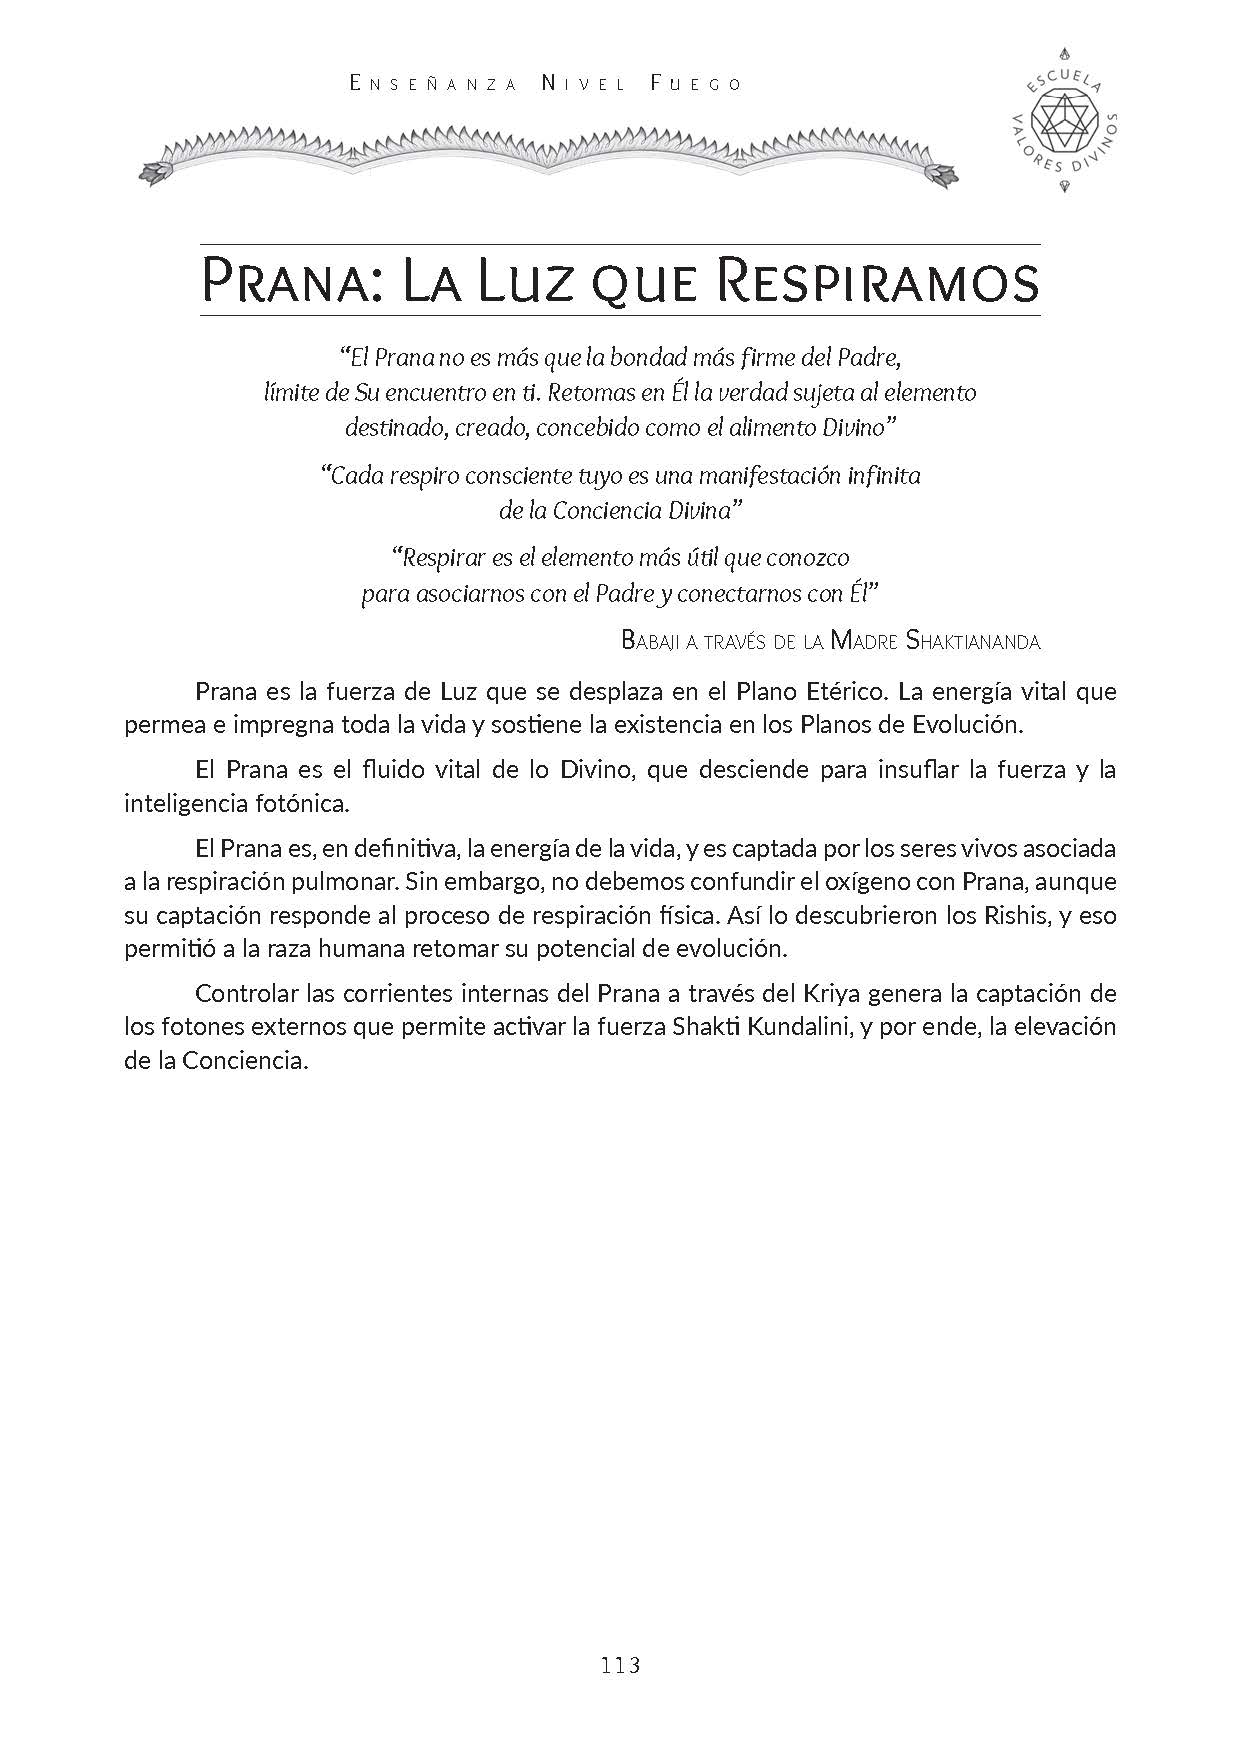 Enseñanza Nivel Fuego
ESCUELA
VALORES DIVINOS
Prana: La Luz que Respiramos
“El Prana no es más que la bondad más firme del Padre,
límite de Su encuentro en ti. Retomas en Él la verdad sujeta al elemento
destinado, creado, concebido como el alimento Divino”
“Cada respiro consciente tuyo es una manifestación infinita
de la Conciencia Divina”
“Respirar es el elemento más útil que conozco
para asociarnos con el Padre y conectarnos con Él”
Babaji a través de la Madre Shaktiananda
Prana es la fuerza de Luz que se desplaza en el Plano Etérico. La energía vital que
permea e impregna toda la vida y sostiene la existencia en los Planos de Evolución.
El Prana es el fluido vital de lo Divino, que desciende para insuflar la fuerza y la
inteligencia fotónica.
El Prana es, en definitiva, la energía de la vida, y es captada por los seres vivos asociada
a la respiración pulmonar. Sin embargo, no debemos confundir el oxígeno con Prana, aunque
su captación responde al proceso de respiración física. Así lo descubrieron los Rishis, y eso
permitió a la raza humana retomar su potencial de evolución.
Controlar las corrientes internas del Prana a través del Kriya genera la captación de
los fotones externos que permite activar la fuerza Shakti Kundalini, y por ende, la elevación
de la Conciencia.
113